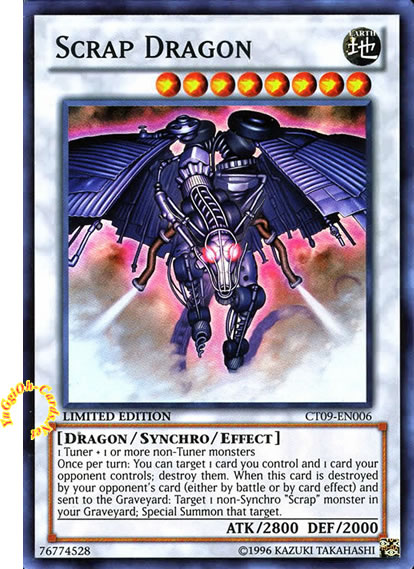 SCRAP DRAGON
EARTH
地
LIMITED EDITION
CT09-EN006
[DRAGON/SYNCHRO/EFFECT]
1 Tuner + 1 or more non-Tuner monsters
Once per turn: You can target 1 card you control and 1 card your
opponent controls; destroy them. When this card is destroyed
by your opponent's card (either by battle or by card effect) and
sent to the Graveyard: Target 1 non-Synchro "Scrap" monster in
your Graveyard; Special Summon that target.
ATK/2800 DEF/2000
76774528
©1996 KAZUKI TAKAHASHI
YuGgiOh-Cards.Net